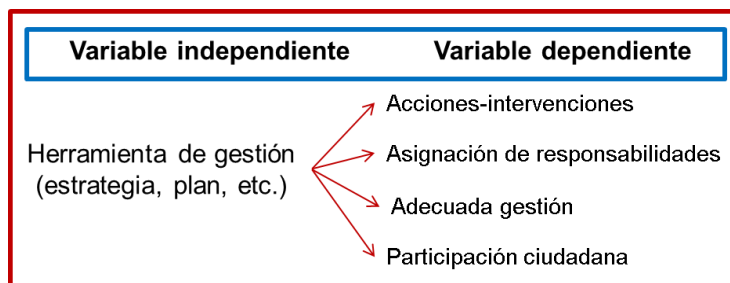 Variable independiente
Variable dependiente
Herramienta de gestión
(estrategia, plan, etc.)
Acciones-intervenciones
Asignación de responsabilidades
Adecuada gestión
Participación ciudadana